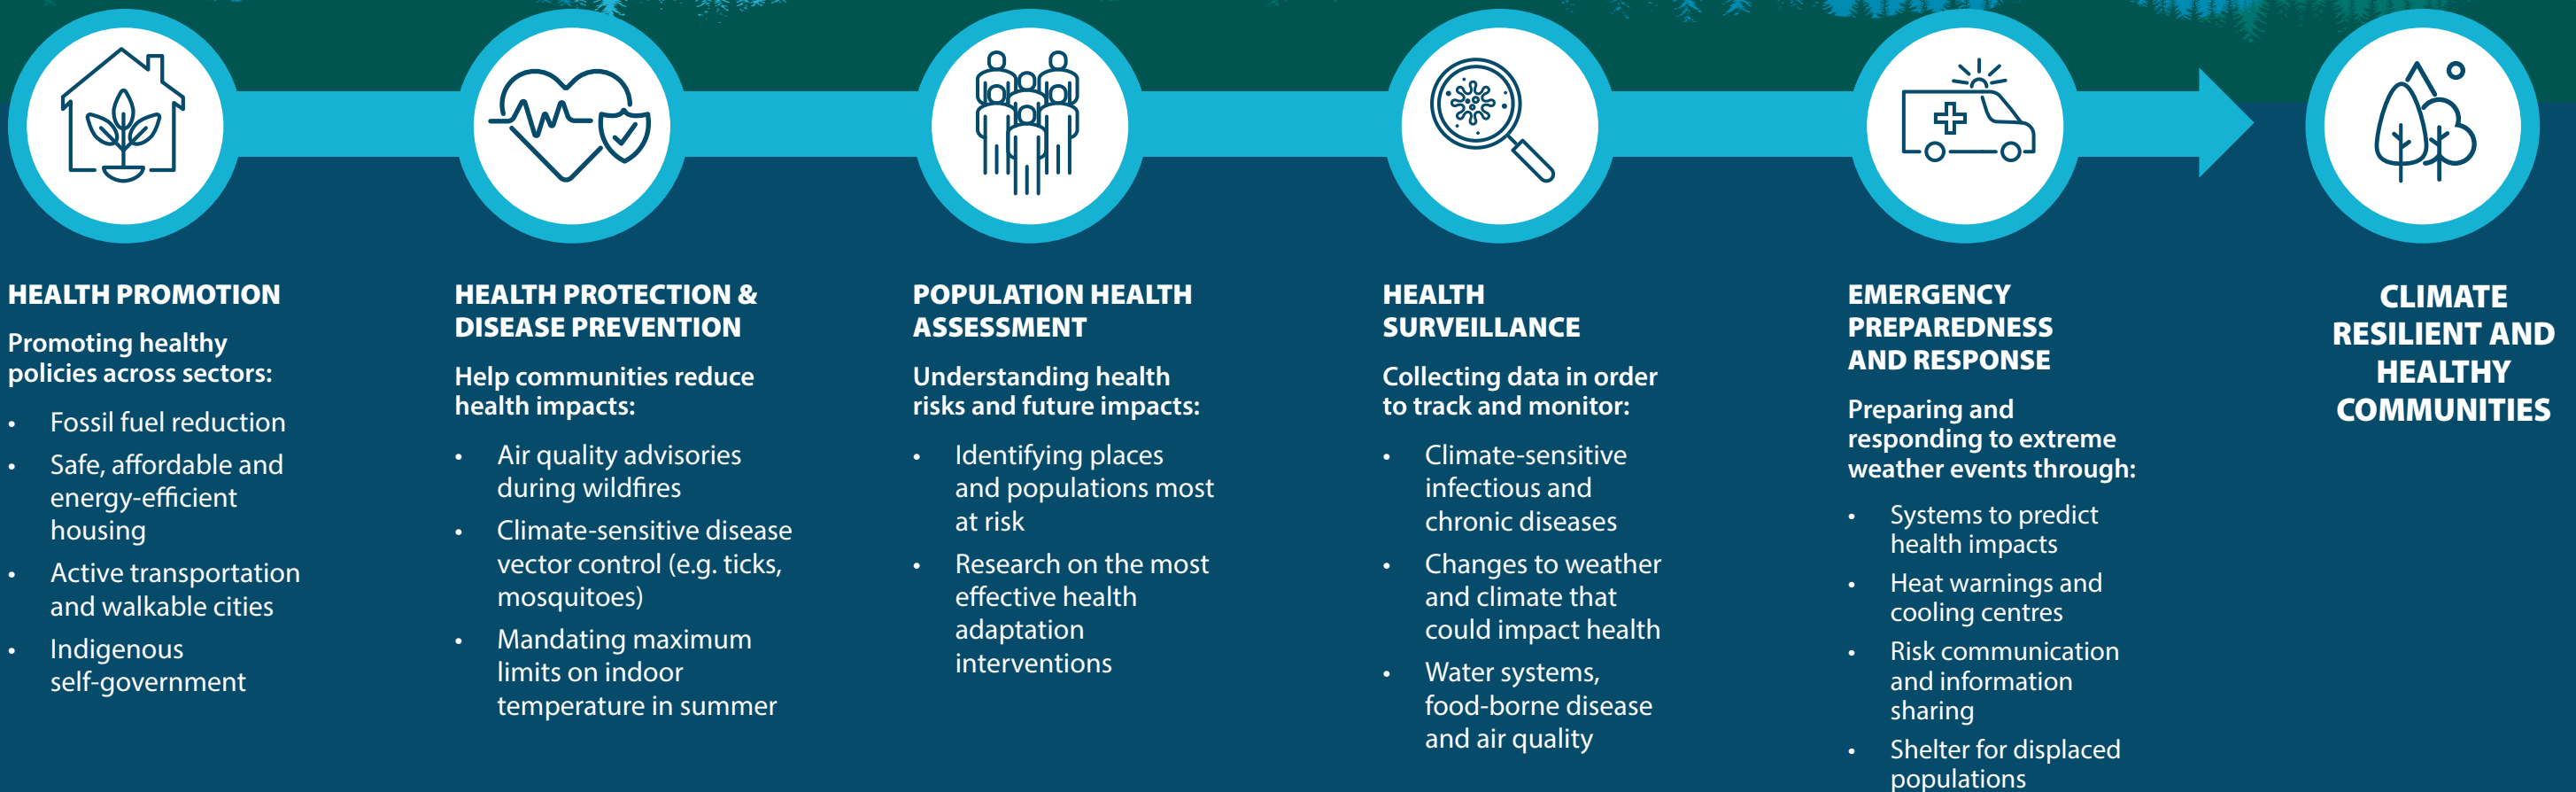 HEALTH PROMOTION
Promoting healthy
policies across sectors:
• Fossil fuel reduction
• Safe, affordable and
energy-efficient
housing
• Active transportation
and walkable cities
• Indigenous
self-government
HEALTH PROTECTION &
DISEASE PREVENTION
Help communities reduce
health impacts:
• Air quality advisories
during wildfires
• Climate-sensitive disease
vector control (e.g. ticks,
mosquitoes)
• Mandating maximum
limits on indoor
temperature in summer
POPULATION HEALTH
ASSESSMENT
Understanding health
risks and future impacts:
• Identifying places
and populations most
at risk
• Research on the most
effective health
adaptation
interventions
HEALTH
SURVEILLANCE
Collecting data in order
to track and monitor:
• Climate-sensitive
infectious and
chronic diseases
• Changes to weather
and climate that
could impact health
• Water systems,
food-borne disease
and air quality
EMERGENCY
PREPAREDNESS
AND RESPONSE
Preparing and
responding to extreme
weather events through:
• Systems to predict
health impacts
• Heat warnings and
cooling centres
• Risk communication
and information
sharing
• Shelter for displaced
populations
CLIMATE
RESILIENT AND
HEALTHY
COMMUNITIES